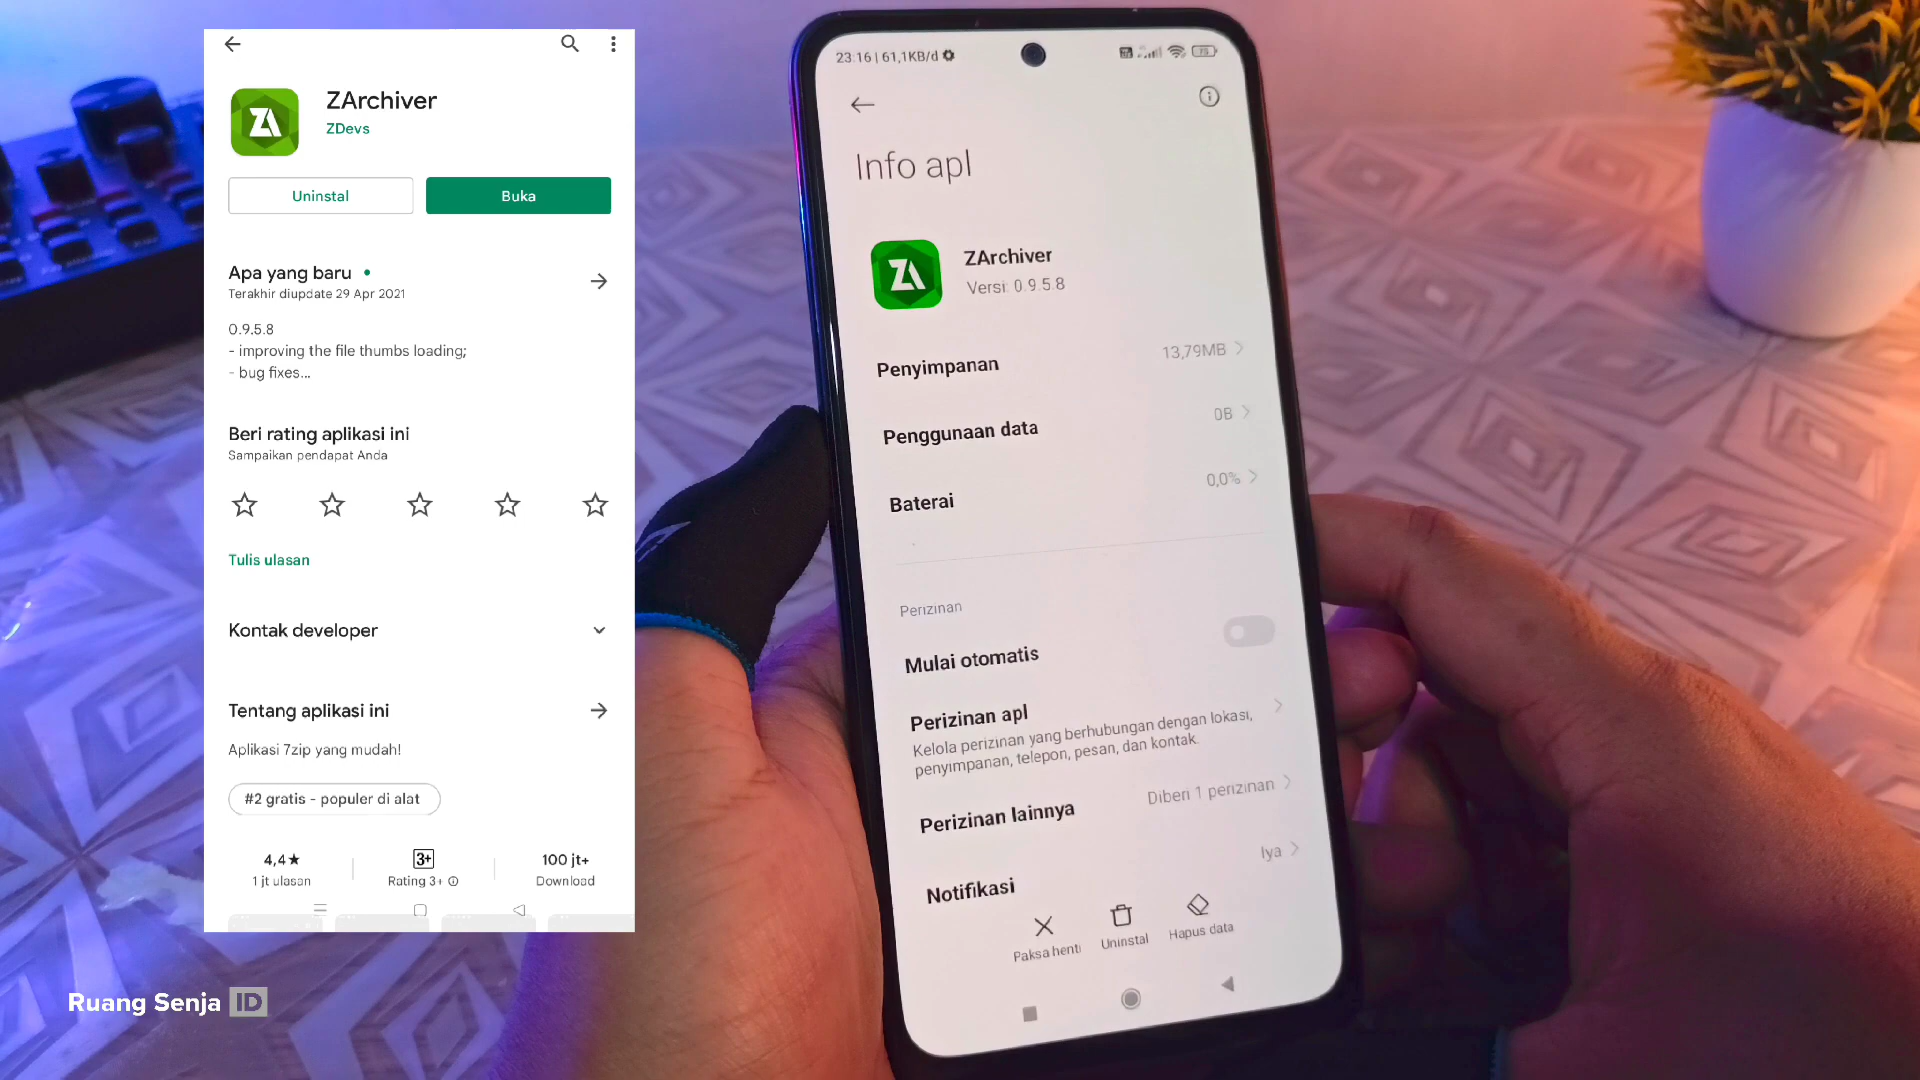 ZArchiver
ZDevs
Uninstal
Buka
Apa yang baru
Terakhir diupdate 29 Apr 2021
0.9.5.8
- improving the file thumbs loading;
- bug fixes...
Beri rating aplikasi ini
Sampaikan pendapat Anda
Tulis ulasan
Kontak developer
Tentang aplikasi ini
Aplikasi 7zip yang mudah!
#2 gratis - populer di alat
4,4★
1 jt ulasan
3+
Rating 3+
100 jt+
Download
Ruang Senja ID
23.16 | 61,1KB/d
75
Info apl
ZA
ZArchiver
Versi: 0.9.5.8
Penyimpanan 13,79MB
Penggunaan data 0B
Baterai 0,0%
Perizinan
Mulai otomatis
Perizinan apl
Kelola perizinan yang berhubungan dengan lokasi,
penyimpanan, telepon, pesan, dan kontak.
Perizinan lainnya Diberi 1 perizinan
Notifikasi Iya
Paksa henti
Uninstal
Hapus data